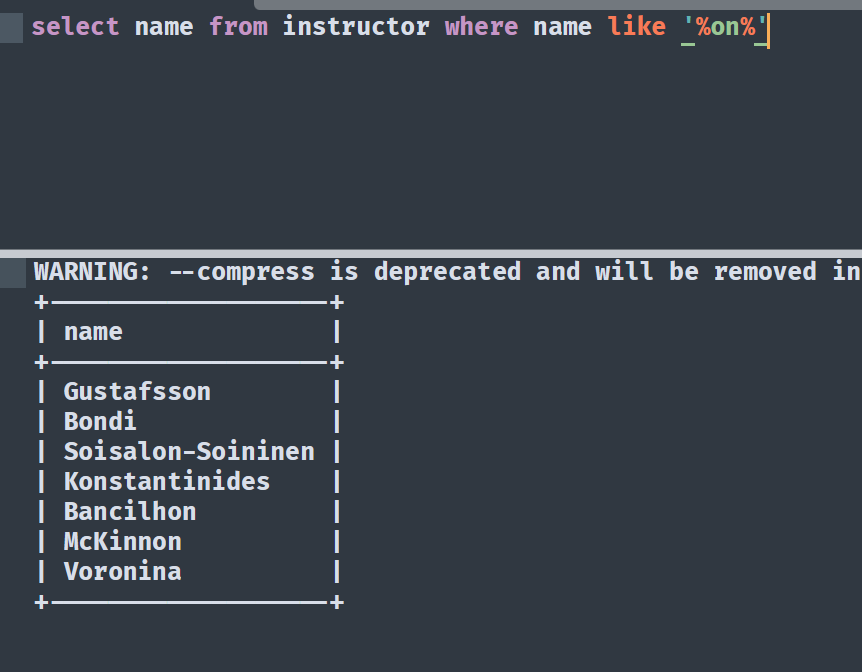 select name from instructor where name like '%on%'
WARNING: --compress is deprecated and will be removed in
+-------------------+
| name              |
+-------------------+
| Gustafsson        |
| Bondi             |
| Soisalon-Soininen |
| Konstantinides    |
| Bancilhon         |
| McKinnon          |
| Voronina          |
+-------------------+